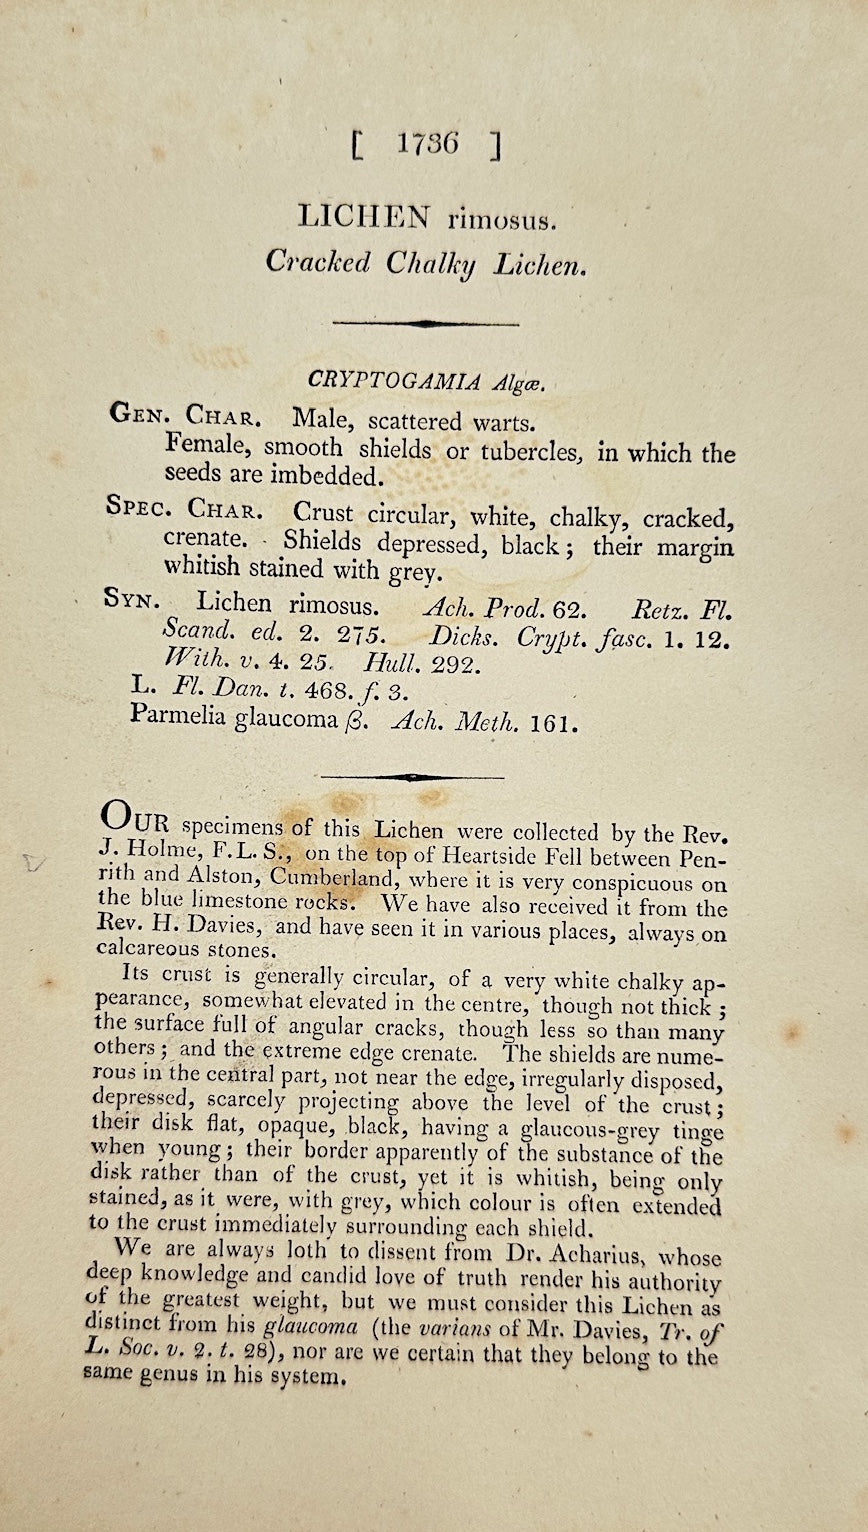 [ 1736 ]
LICHEN rimosus.
Cracked Chalky Lichen.
CRYPTOGAMIA Algæ.
GEN. CHAR. Male, scattered warts.
Female, smooth shields or tubercles, in which the
seeds are imbedded.
SPEC. CHAR. Crust circular, white, chalky, cracked,
crenate. Shields depressed, black; their margin
whitish stained with grey.
SYN. Lichen rimosus. Ach. Prod. 62. Retz. Fl.
Scand. ed. 2. 275. Dicks. Crypt. fasc. 1. 12.
With. v. 4. 25. Hull. 292.
L. Fl. Dan. t. 468. f. 3.
Parmelia glaucoma β. Ach. Meth. 161.
OUR specimens of this Lichen were collected by the Rev.
J. Holme, F. L. S., on the top of Heartside Fell between Pen-
rith and Alston, Cumberland, where it is very conspicuous on
the blue limestone rocks. We have also received it from the
Rev. H. Davies, and have seen it in various places, always on
calcareous stones.
Its crust is generally circular, of a very white chalky ap-
pearance, somewhat elevated in the centre, though not thick;
the surface full of angular cracks, though less so than many
others; and the extreme edge crenate. The shields are nume-
rous in the central part, not near the edge, irregularly disposed,
depressed, scarcely projecting above the level of the crust;
their disk flat, opaque, black, having a glaucous-grey tinge
when young; their border apparently of the substance of the
disk rather than of the crust, yet it is whitish, being only
stained, as it were, with grey, which colour is often extended
to the crust immediately surrounding each shield.
We are always loth to dissent from Dr. Acharius, whose
deep knowledge and candid love of truth render his authority
of the greatest weight, but we must consider this Lichen as
distinct from his glaucoma (the varians of Mr. Davies, Tr. of
L. Soc. v. 2. t. 28), nor are we certain that they belong to the
same genus in his system.